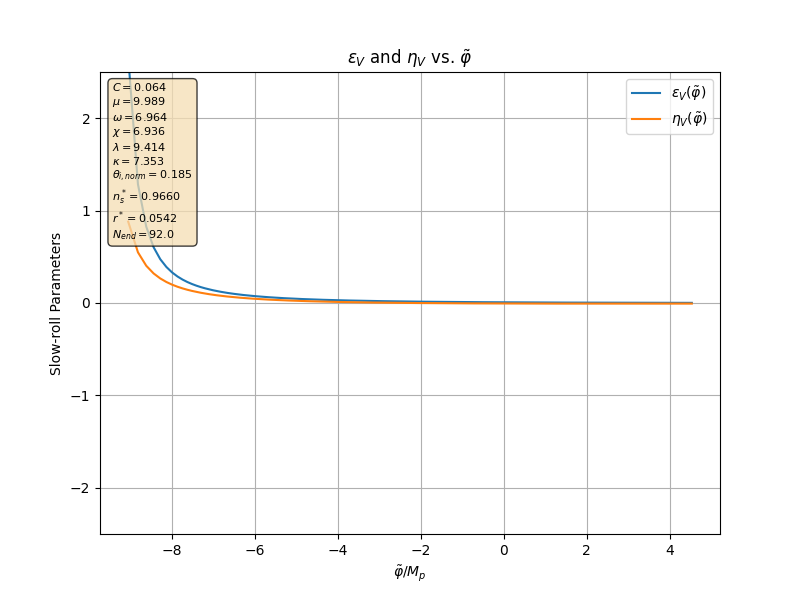 ε_V and η_V vs. φ̃
C = 0.064
μ = 9.989
ω = 6.964
χ = 6.936
λ = 9.414
κ = 7.353
θ_{i, norm} = 0.185
n_s^* = 0.9660
r^* = 0.0542
N_{end} = 92.0
ε_V(φ̃)
η_V(φ̃)
Slow-roll Parameters
2
1
0
−1
−2
−8
−6
−4
−2
0
2
4
φ̃/M_p